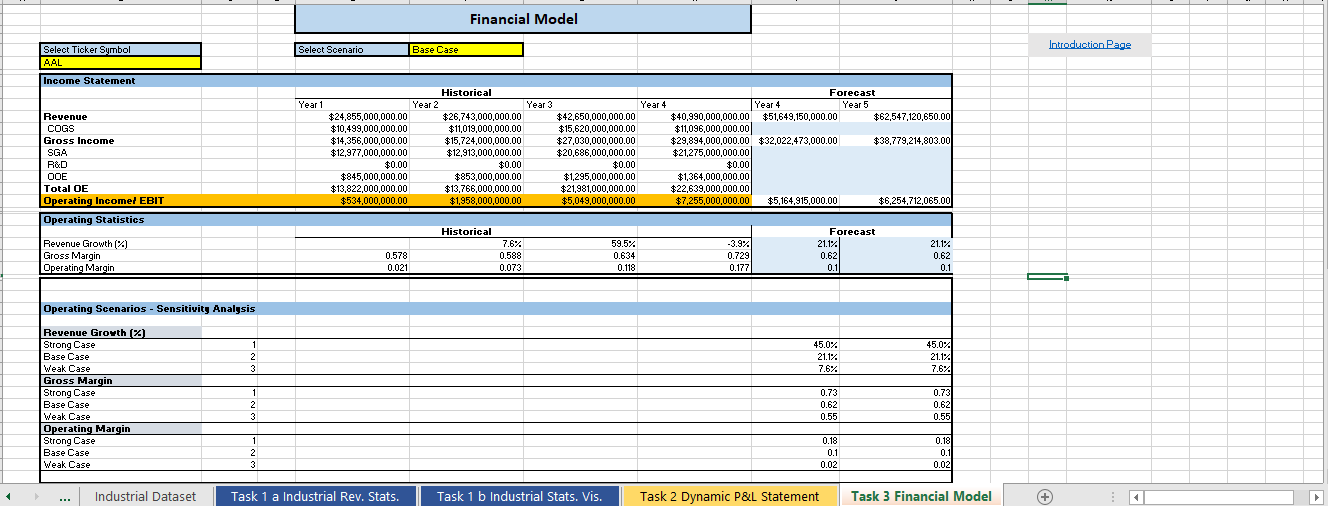 Financial Model
Select Ticker Symbol Select Scenario Base Case Introduction Page
AAL
Income Statement
Historical Forecast
Year 1 Year 2 Year 3 Year 4 Year 4 Year 5
Revenue $24,855,000,000.00 $26,743,000,000.00 $42,650,000,000.00 $40,990,000,000.00 $51,649,150,000.00 $62,547,120,650.00
COGS $10,499,000,000.00 $11,019,000,000.00 $15,620,000,000.00 $11,096,000,000.00
Gross Income $14,356,000,000.00 $15,724,000,000.00 $27,030,000,000.00 $29,894,000,000.00 $32,022,473,000.00 $38,779,214,803.00
SGA $12,977,000,000.00 $12,913,000,000.00 $20,686,000,000.00 $21,275,000,000.00
R&D $0.00 $0.00 $0.00 $0.00
OOE $845,000,000.00 $853,000,000.00 $1,295,000,000.00 $1,364,000,000.00
Total OE $13,822,000,000.00 $13,766,000,000.00 $21,981,000,000.00 $22,639,000,000.00
Operating Income/ EBIT $534,000,000.00 $1,958,000,000.00 $5,049,000,000.00 $7,255,000,000.00 $5,164,915,000.00 $6,254,712,065.00
Operating Statistics
Historical Forecast
Revenue Growth (%) 7.6% 59.5% -3.9% 21.1% 21.1%
Gross Margin 0.578 0.588 0.634 0.729 0.62 0.62
Operating Margin 0.021 0.073 0.118 0.177 0.1 0.1
Operating Scenarios - Sensitivity Analysis
Revenue Growth (%)
Strong Case 1 45.0% 45.0%
Base Case 2 21.1% 21.1%
Weak Case 3 7.6% 7.6%
Gross Margin
Strong Case 1 0.73 0.73
Base Case 2 0.62 0.62
Weak Case 3 0.55 0.55
Operating Margin
Strong Case 1 0.18 0.18
Base Case 2 0.1 0.1
Weak Case 3 0.02 0.02
... Industrial Dataset Task 1 a Industrial Rev. Stats. Task 1 b Industrial Stats. Vis. Task 2 Dynamic P&L Statement Task 3 Financial Model